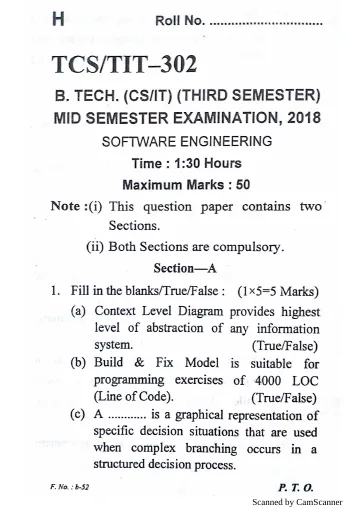 H Roll No. ..............................
TCS/TIT–302
B. TECH. (CS/IT) (THIRD SEMESTER)
MID SEMESTER EXAMINATION, 2018
SOFTWARE ENGINEERING
Time : 1:30 Hours
Maximum Marks : 50
Note :(i) This question paper contains two
Sections.
(ii) Both Sections are compulsory.
Section—A
1. Fill in the blanks/True/False : (1×5=5 Marks)
(a) Context Level Diagram provides highest
level of abstraction of any information
system. (True/False)
(b) Build & Fix Model is suitable for
programming exercises of 4000 LOC
(Line of Code). (True/False)
(c) A ............ is a graphical representation of
specific decision situations that are used
when complex branching occurs in a
structured decision process.
F. No. : b-52 P. T. O.
Scanned by CamScanner